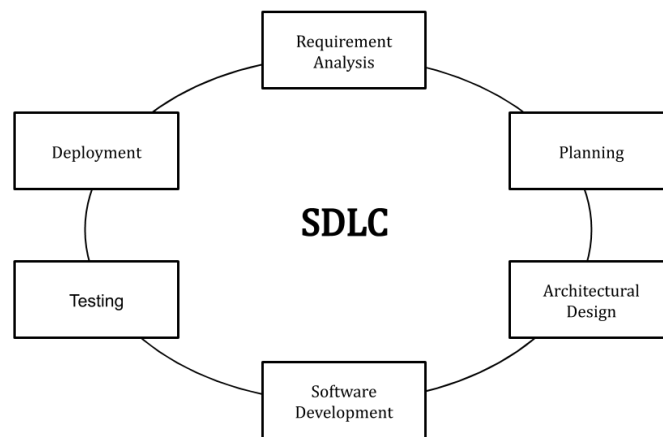 Requirement
Analysis
Deployment
Planning
SDLC
Testing
Architectural
Design
Software
Development